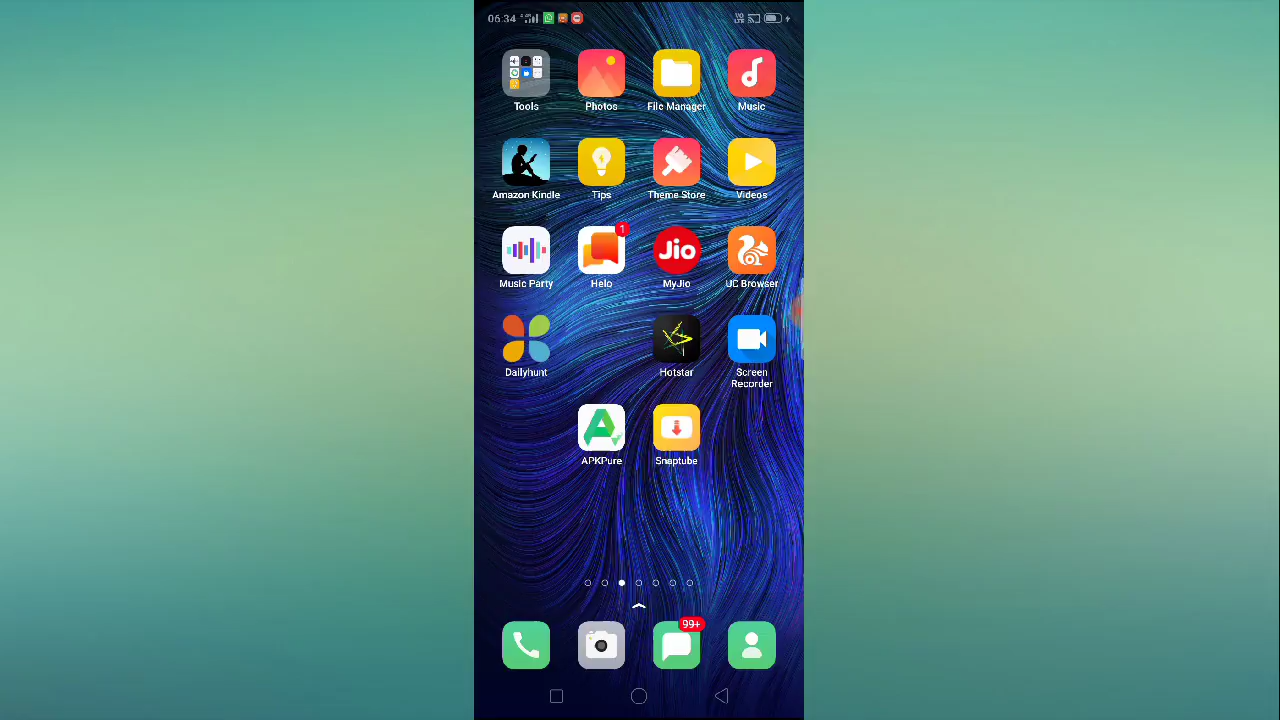 06:34
Tools Photos File Manager Music
Amazon Kindle Tips Theme Store Videos
1
Jio
Music Party Helo MyJio UC Browser
Dailyhunt Hotstar Screen Recorder
APKPure Snaptube
99+